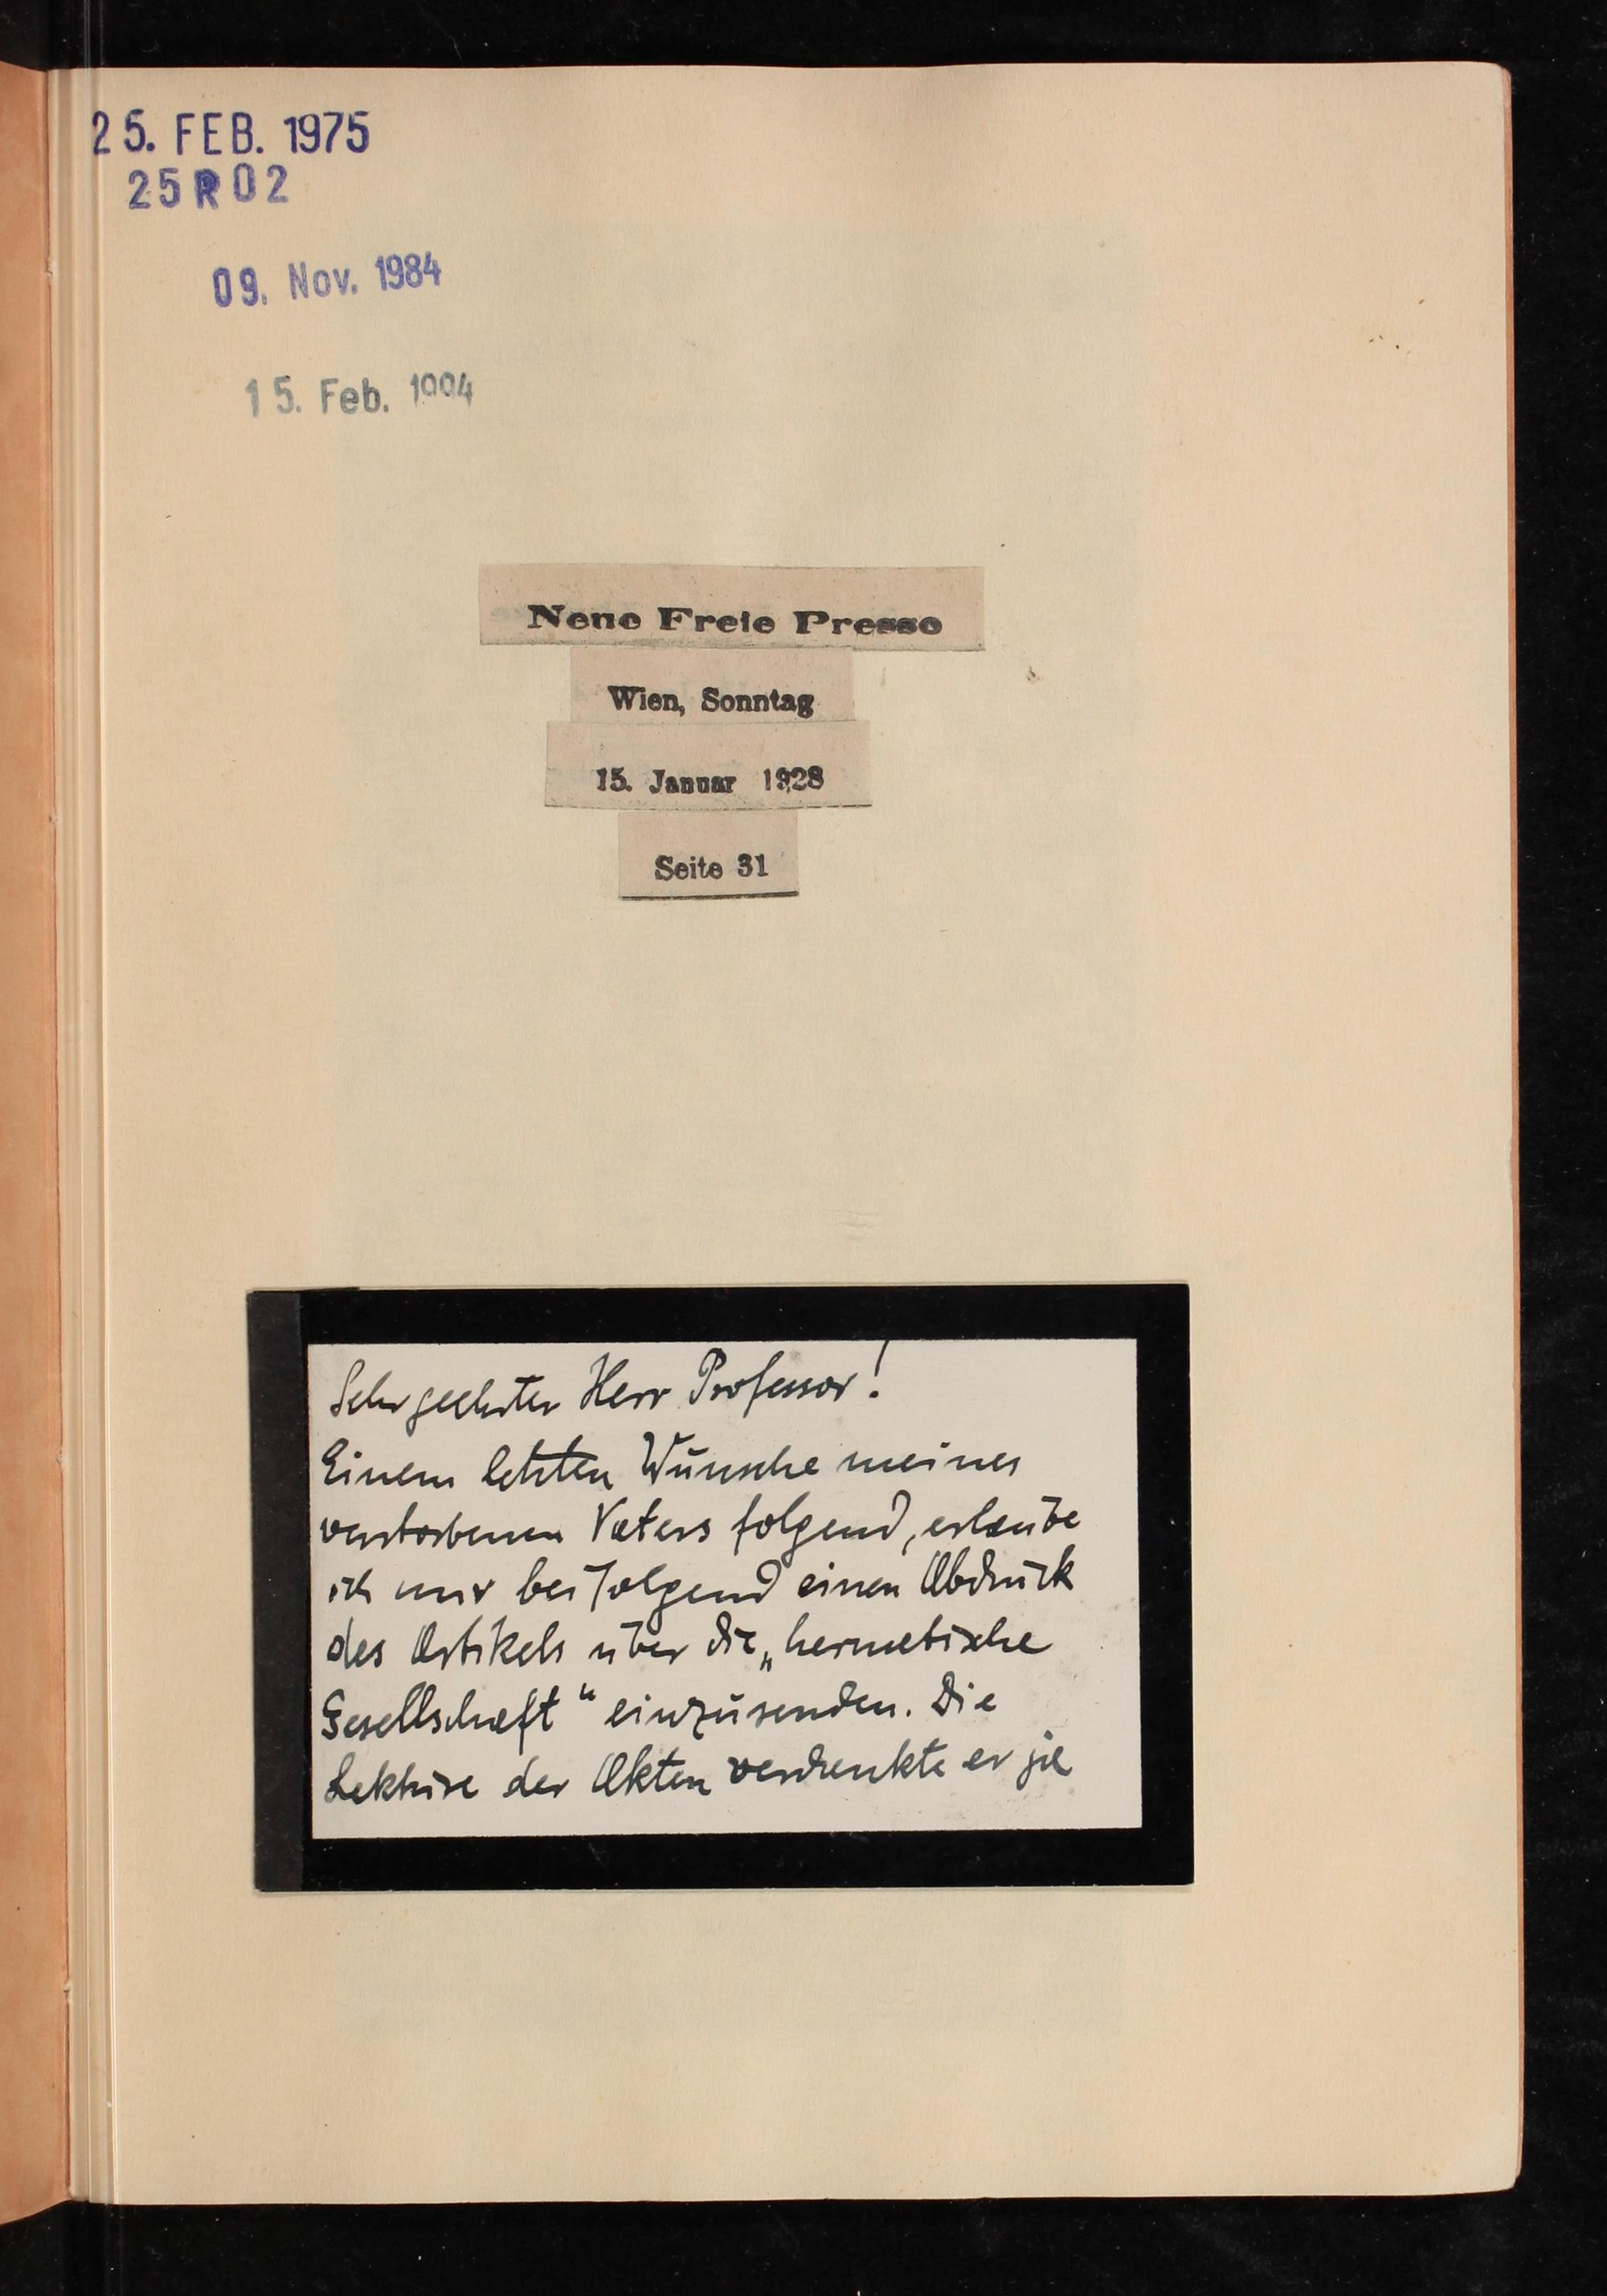 25. FEB. 1975
25R02
09. Nov. 1984
15. Feb. 1994
Neue Freie Presse
Wien, Sonntag
15. Januar 1928
Seite 31
Sehr geehrter Herr Professor!
Einem letzten Wunsche meines
verstorbenen Vaters folgend, erlaube
ich mir beifolgend einen Abdruck
des Artikels über die „hermetische
Gesellschaft“ einzusenden. Die
Lektüre der Akten verdankte er ja